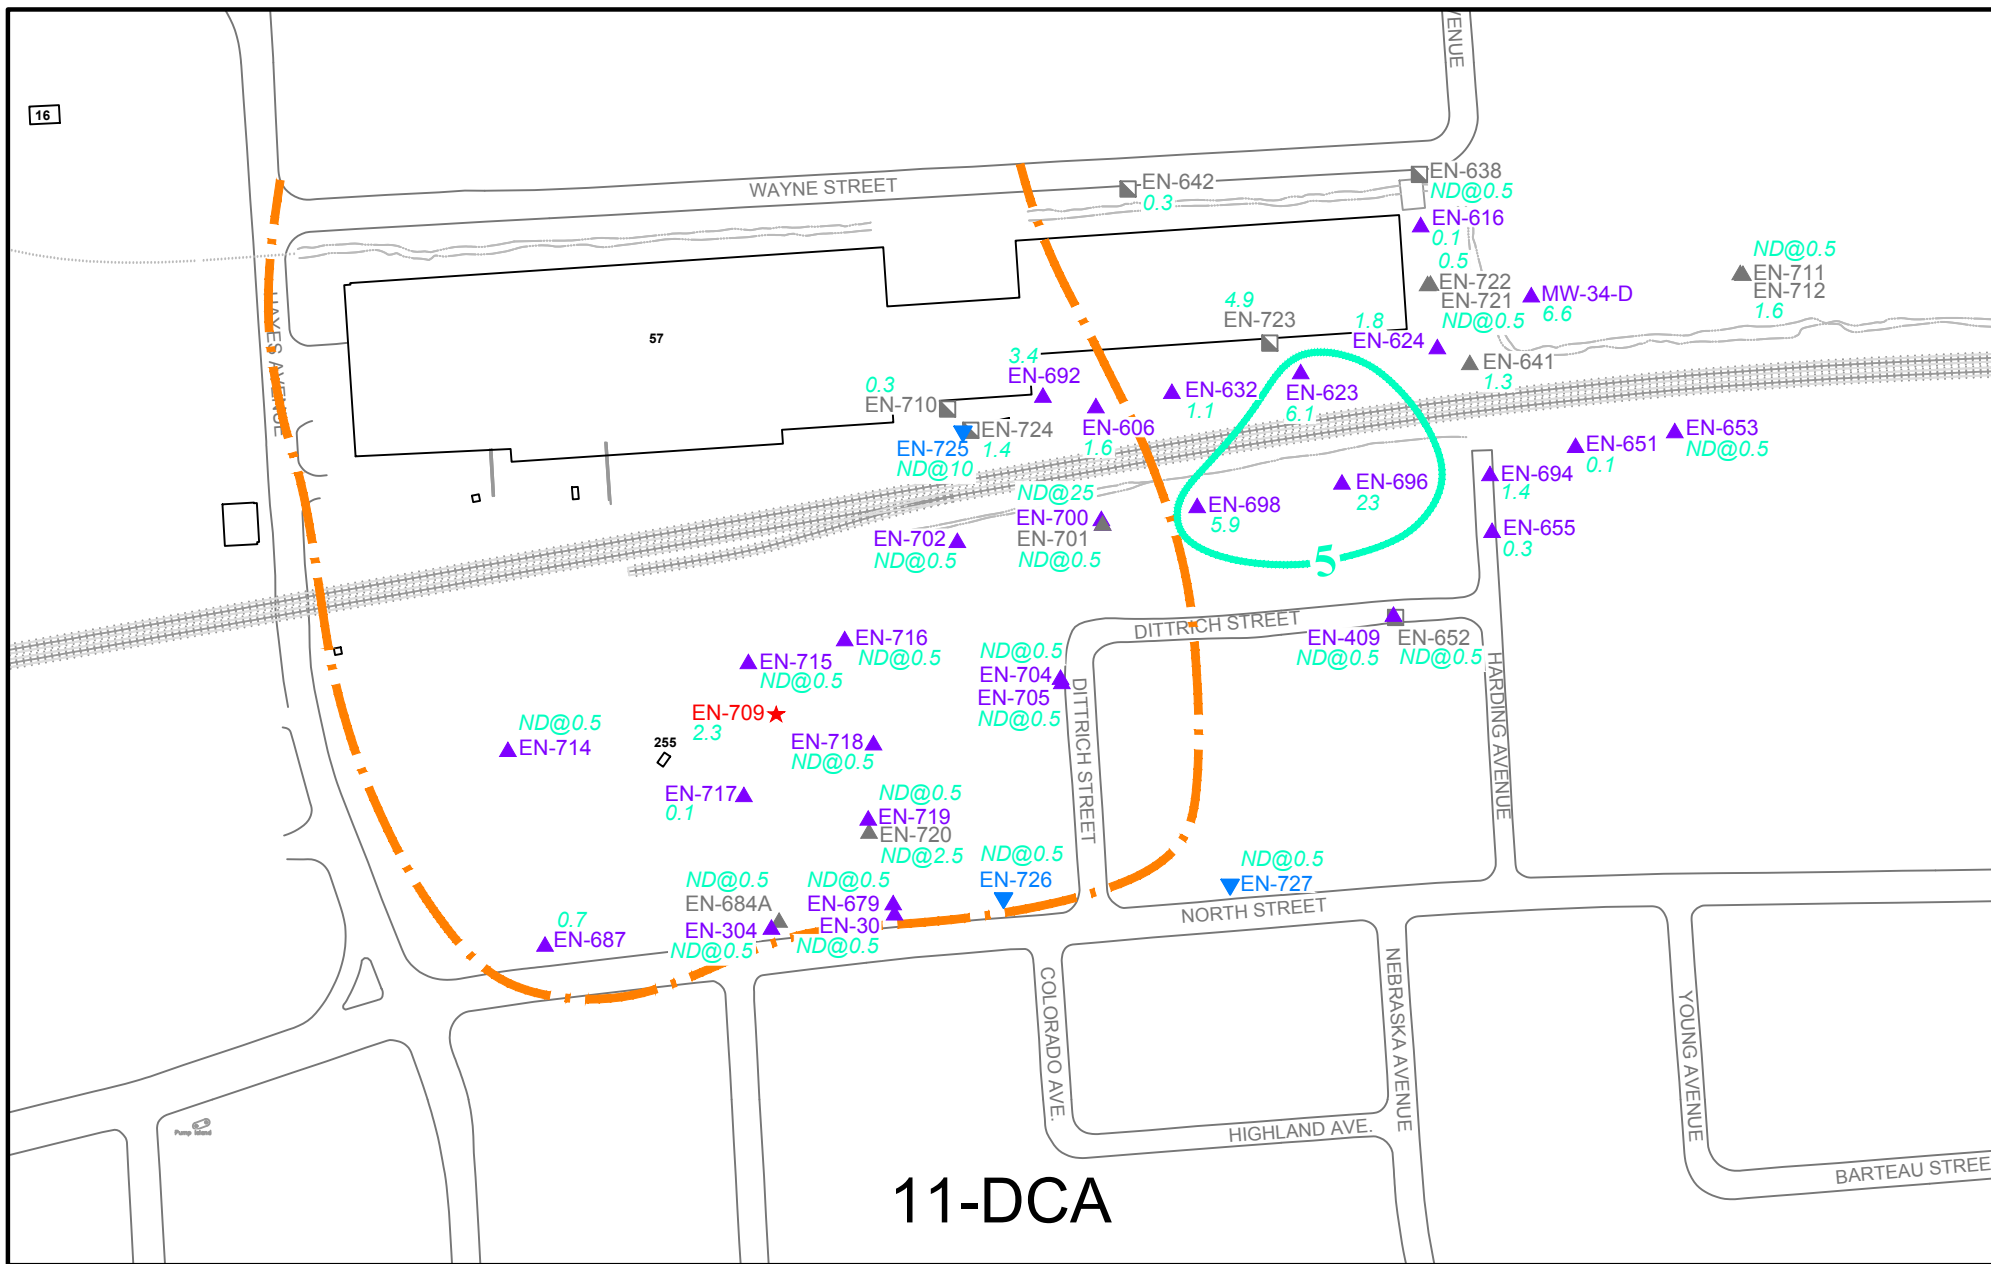 VENUE
16
WAYNE STREET
EN-642
0.3
EN-638
ND@0.5
EN-616
0.1
0.5
EN-722
EN-721
ND@0.5
MW-34-D
6.6
ND@0.5
EN-711
EN-712
1.6
HAYES AVENUE
57
4.9
EN-723
1.8
EN-624
EN-641
1.3
3.4
EN-692
0.3
EN-710
EN-632
1.1
EN-623
6.1
EN-606
1.6
EN-724
1.4
EN-725
ND@10
EN-653
ND@0.5
EN-651
0.1
EN-694
1.4
EN-696
23
EN-698
5.9
ND@25
EN-700
EN-701
ND@0.5
EN-702
ND@0.5
EN-655
0.3
5
DITTRICH STREET
EN-409
ND@0.5
EN-652
ND@0.5
EN-716
ND@0.5
EN-715
ND@0.5
ND@0.5
EN-704
EN-705
ND@0.5
DITTRICH STREET
HARDING AVENUE
EN-709
2.3
ND@0.5
EN-714
255
EN-718
ND@0.5
EN-717
0.1
ND@0.5
EN-719
EN-720
ND@2.5
ND@0.5
EN-726
ND@0.5
EN-727
NORTH STREET
ND@0.5
EN-684A
EN-304
ND@0.5
ND@0.5
EN-679
EN-30
ND@0.5
0.7
EN-687
COLORADO AVE.
NEBRASKA AVENUE
YOUNG AVENUE
Pump Island
HIGHLAND AVE.
BARTEAU STREE
11-DCA